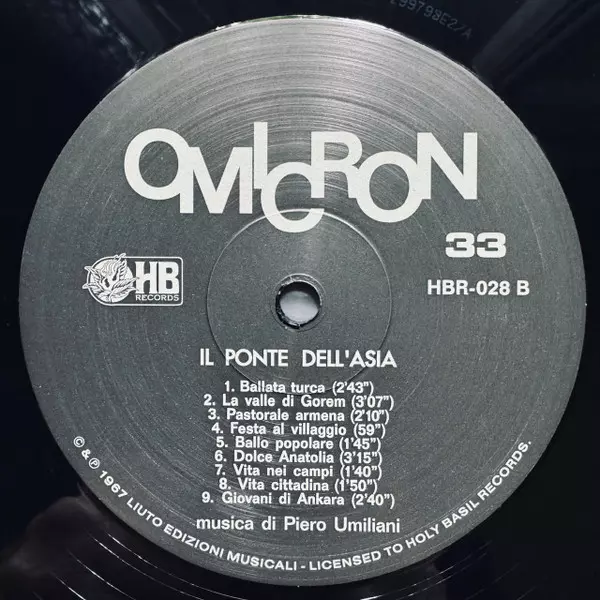 29979BE2/A
OMICRON
33
HB
RECORDS
HBR-028 B
IL PONTE DELL'ASIA
1. Ballata turca (2'43")
2. La valle di Gorem (3'07")
3. Pastorale armena (2'10")
4. Festa al villaggio (59")
5. Ballo popolare (1'45")
6. Dolce Anatolia (3'15")
7. Vita nei campi (1'40")
8. Vita cittadina (1'50")
9. Giovani di Ankara (2'40")
musica di Piero Umiliani
© & ℗ 1967 LIUTO EDIZIONI MUSICALI - LICENSED TO HOLY BASIL RECORDS.